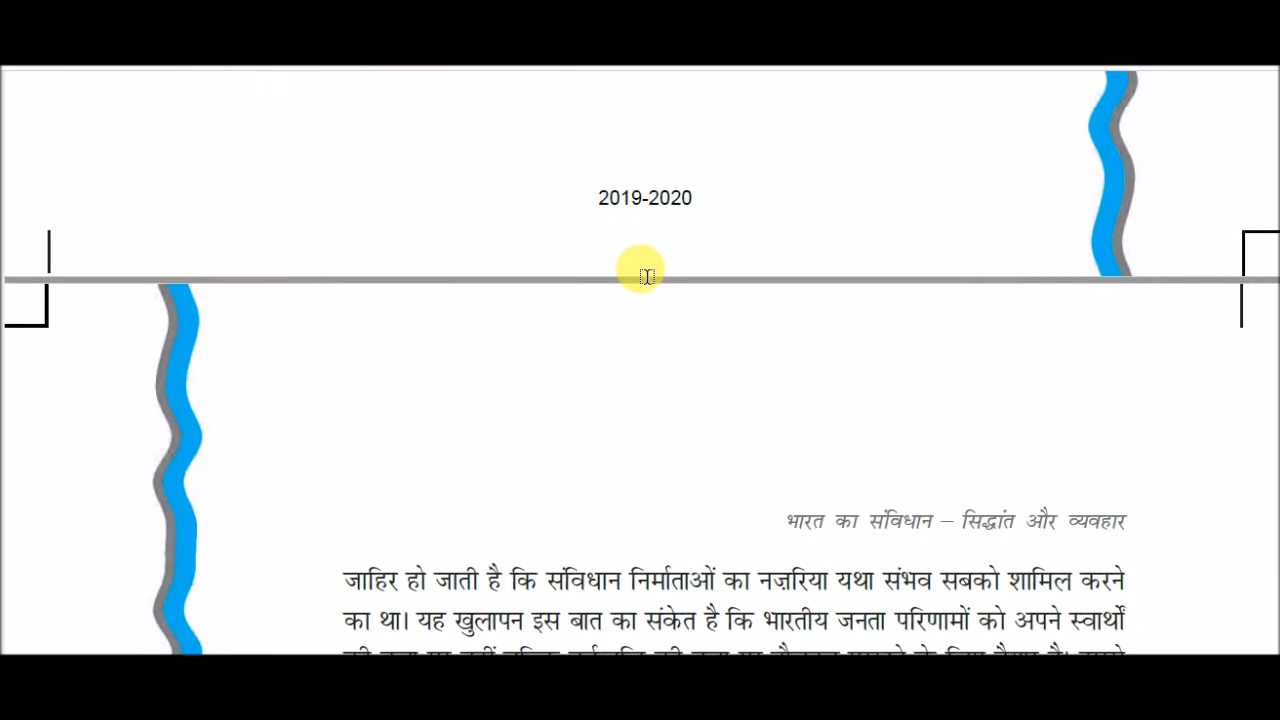 2019-2020
भारत का संविधान – सिद्धांत और व्यवहार
जाहिर हो जाती है कि संविधान निर्माताओं का नज़रिया यथा संभव सबको शामिल करने
का था। यह खुलापन इस बात का संकेत है कि भारतीय जनता परिणामों को अपने स्वार्थों